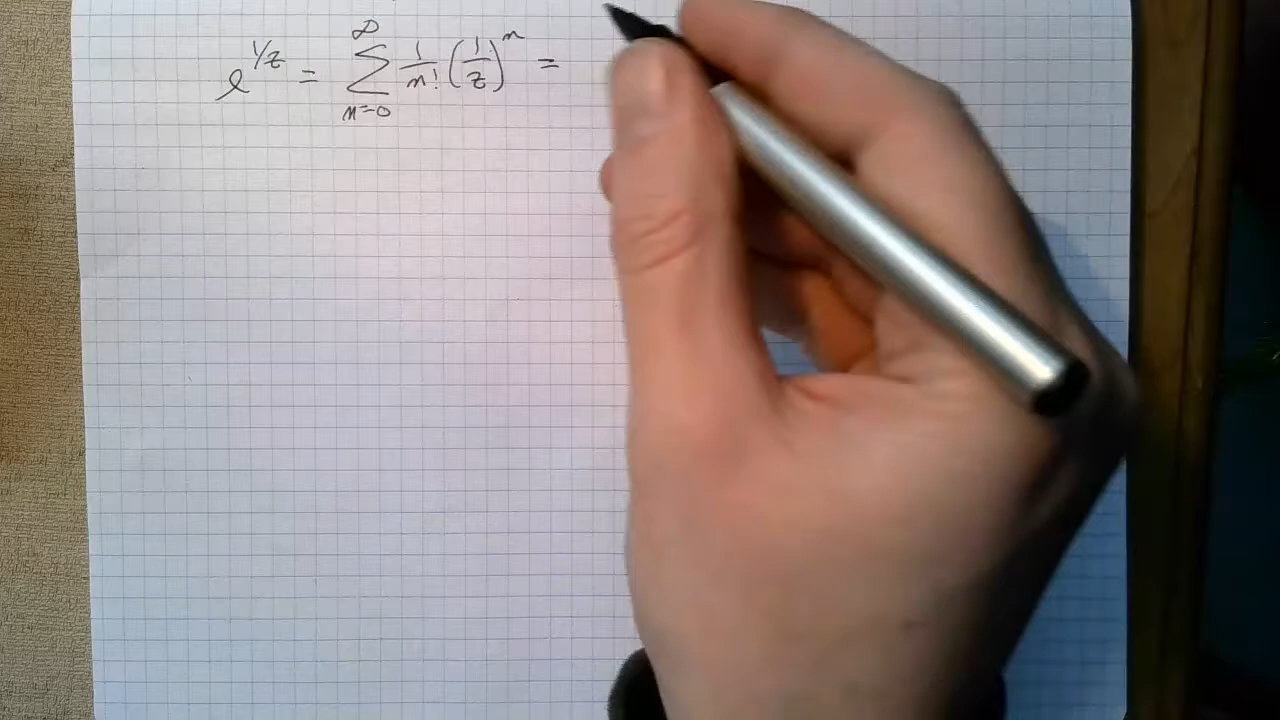 e^{1/z} = \sum_{n=0}^{\infty} \frac{1}{n!} \left(\frac{1}{z}\right)^n =